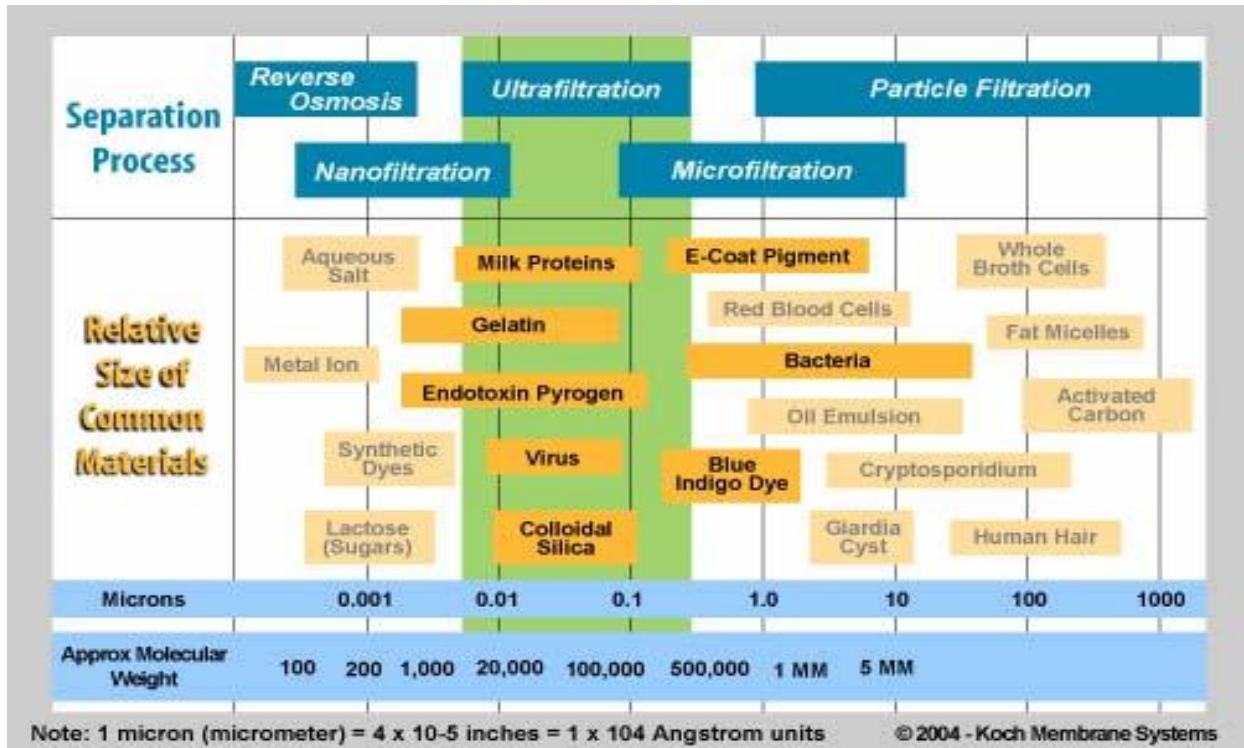 Separation
Process
Reverse
Osmosis
Ultrafiltration
Particle Filtration
Nanofiltration
Microfiltration
Relative
Size of
Common
Materials
Aqueous
Salt
Milk Proteins
E-Coat Pigment
Whole
Broth Cells
Gelatin
Red Blood Cells
Fat Micelles
Metal Ion
Bacteria
Endotoxin Pyrogen
Oil Emulsion
Activated
Carbon
Synthetic
Dyes
Virus
Blue
Indigo Dye
Cryptosporidium
Lactose
(Sugars)
Colloidal
Silica
Giardia
Cyst
Human Hair
Microns 0.001 0.01 0.1 1.0 10 100 1000
Approx Molecular
Weight
100 200 1,000 20,000 100,000 500,000 1 MM 5 MM
Note: 1 micron (micrometer) = 4 x 10-5 inches = 1 x 104 Angstrom units © 2004 - Koch Membrane Systems